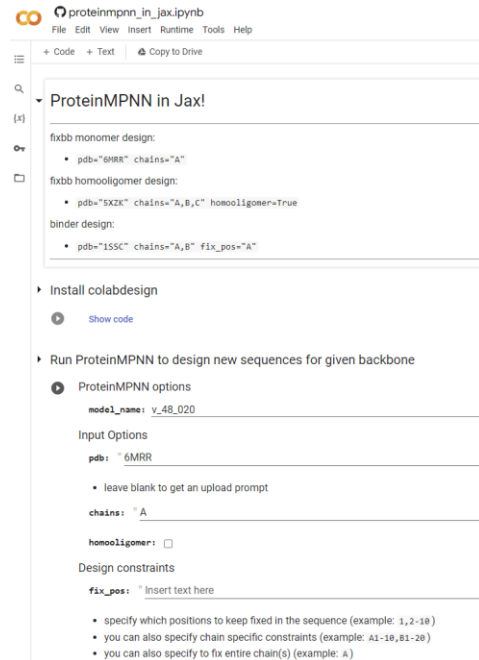 proteinmpnn_in_jax.ipynb
File Edit View Insert Runtime Tools Help
+ Code + Text Copy to Drive
{x}
ProteinMPNN in Jax!
fixbb monomer design:
• pdb="6MRR" chains="A"
fixbb homooligomer design:
• pdb="5XZK" chains="A,B,C" homooligomer=True
binder design:
• pdb="1SSC" chains="A,B" fix_pos="A"
Install colabdesign
Show code
Run ProteinMPNN to design new sequences for given backbone
ProteinMPNN options
model_name: v_48_020
Input Options
pdb: " 6MRR
• leave blank to get an upload prompt
chains: " A
homooligomer:
Design constraints
fix_pos: " Insert text here
• specify which positions to keep fixed in the sequence (example: 1,2-10)
• you can also specify chain specific constraints (example: A1-10,B1-20)
• you can also specify to fix entire chain(s) (example: A)